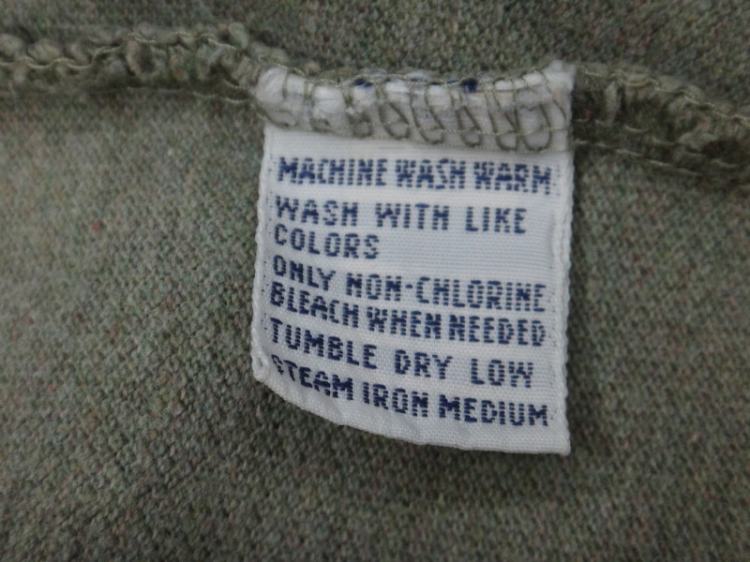 MACHINE WASH WARM
WASH WITH LIKE
COLORS
ONLY NON-CHLORINE
BLEACH WHEN NEEDED
TUMBLE DRY LOW
STEAM IRON MEDIUM